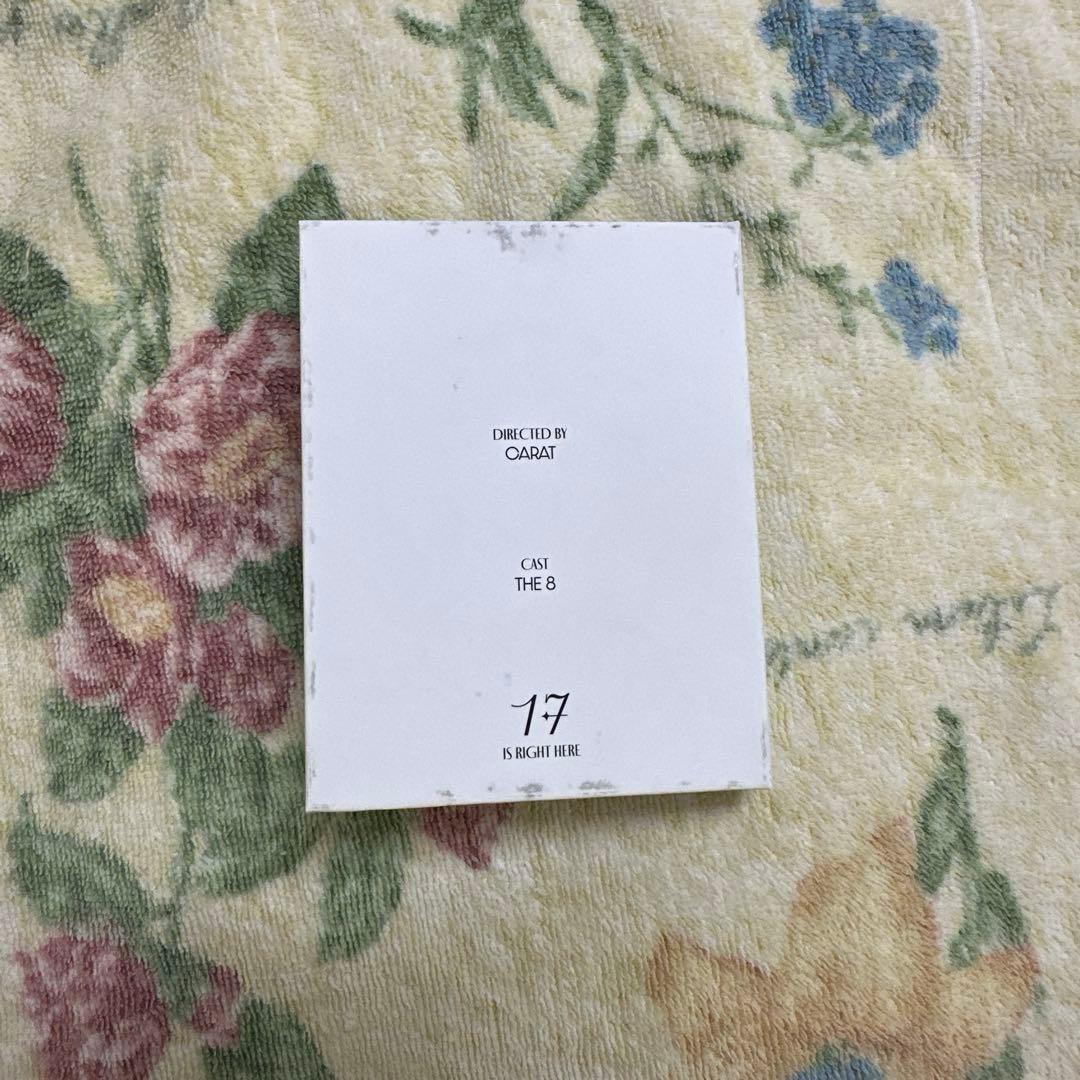 DIRECTED BY
CARAT
CAST
THE 8
17
IS RIGHT HERE